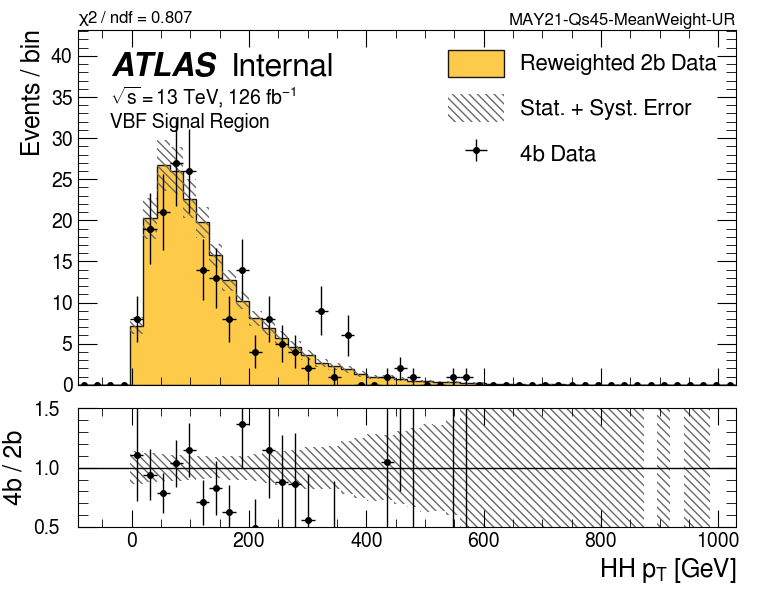 χ2 / ndf = 0.807
MAY21-Qs45-MeanWeight-UR
Events / bin
40
35
30
25
20
15
10
5
0
ATLAS Internal
√s = 13 TeV, 126 fb⁻¹
VBF Signal Region
Reweighted 2b Data
Stat. + Syst. Error
4b Data
4b / 2b
1.5
1.0
0.5
0 200 400 600 800 1000
HH pT [GeV]